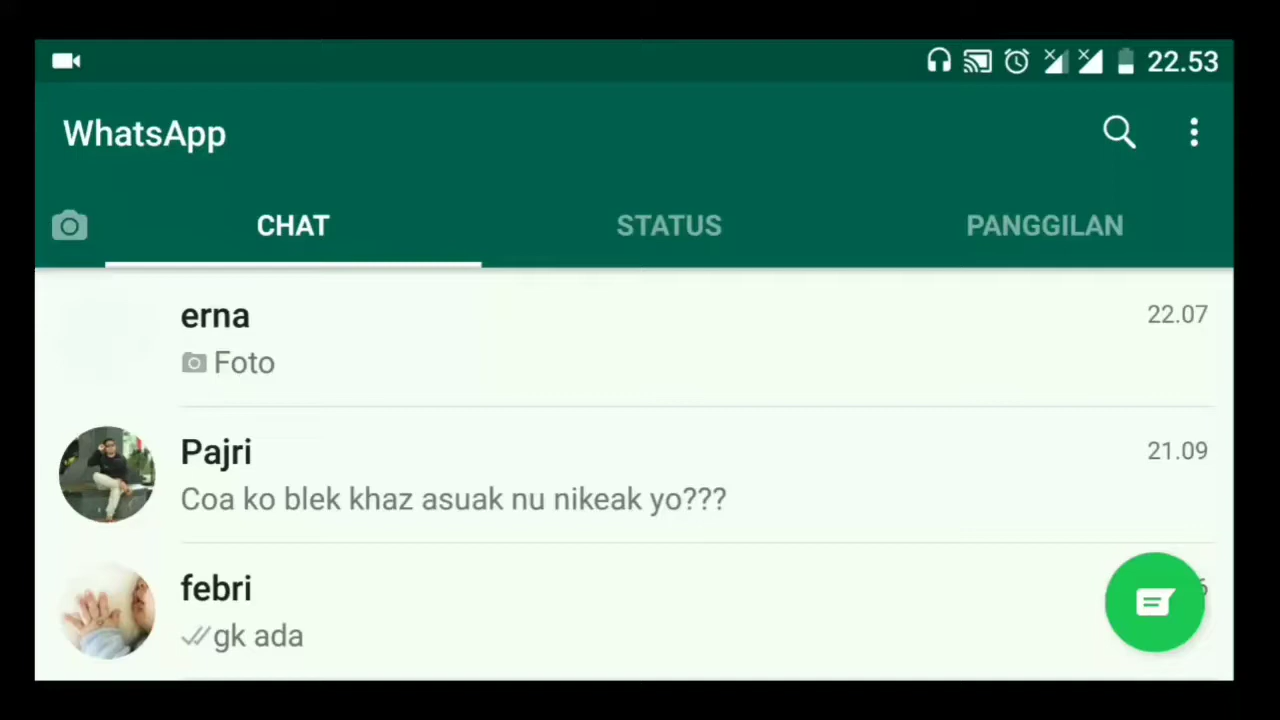 22.53
WhatsApp
CHAT STATUS PANGGILAN
erna 22.07
Foto
Pajri 21.09
Coa ko blek khaz asuak nu nikeak yo???
febri
gk ada